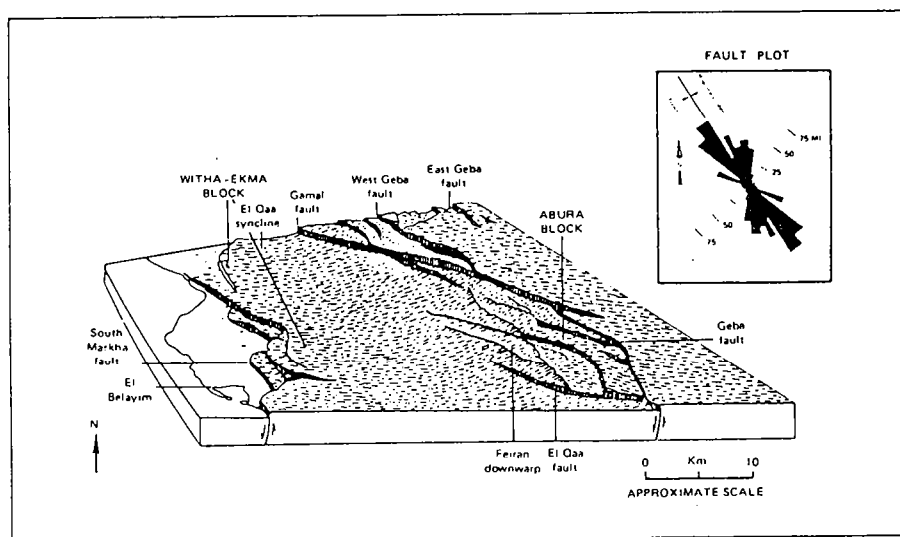 FAULT PLOT
75 MI
50
25
50
75
WITHA-EKMA
BLOCK
El Qaa
syncline
Gamal
fault
West Geba
fault
East Geba
fault
ABURA
BLOCK
South
Markha
fault
El
Belayim
Geba
fault
N
Feiran
downwarp
El Qaa
fault
0 Km 10
APPROXIMATE SCALE